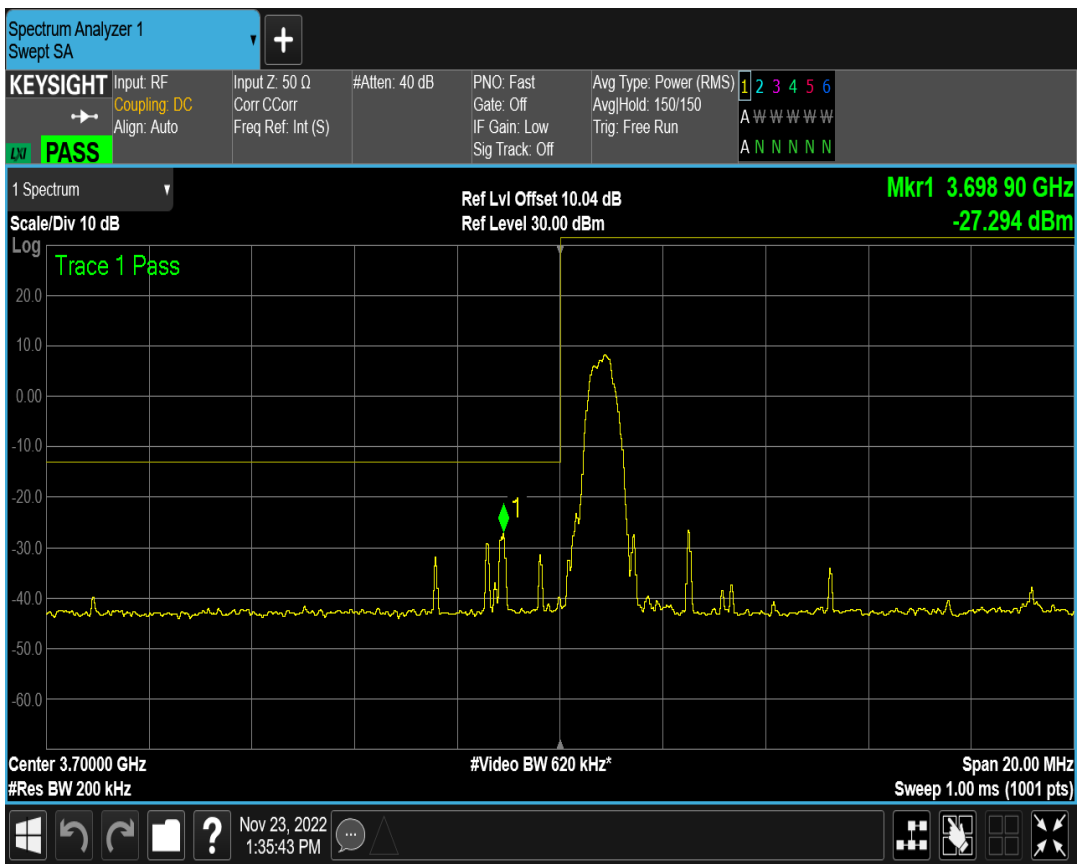 Spectrum Analyzer 1
Swept SA
+
KEYSIGHT
LXI
PASS
Input: RF
Coupling: DC
Align: Auto
Input Z: 50 Ω
Corr CCorr
Freq Ref: Int (S)
#Atten: 40 dB
PNO: Fast
Gate: Off
IF Gain: Low
Sig Track: Off
Avg Type: Power (RMS)
Avg|Hold: 150/150
Trig: Free Run
1 2 3 4 5 6
A W W W W W
A N N N N N
1 Spectrum
Scale/Div 10 dB
Ref Lvl Offset 10.04 dB
Ref Level 30.00 dBm
Mkr1 3.698 90 GHz
-27.294 dBm
Log
Trace 1 Pass
20.0
10.0
0.00
-10.0
-20.0
1
-30.0
-40.0
-50.0
-60.0
Center 3.70000 GHz
#Video BW 620 kHz*
Span 20.00 MHz
#Res BW 200 kHz
Sweep 1.00 ms (1001 pts)
?
Nov 23, 2022
1:35:43 PM